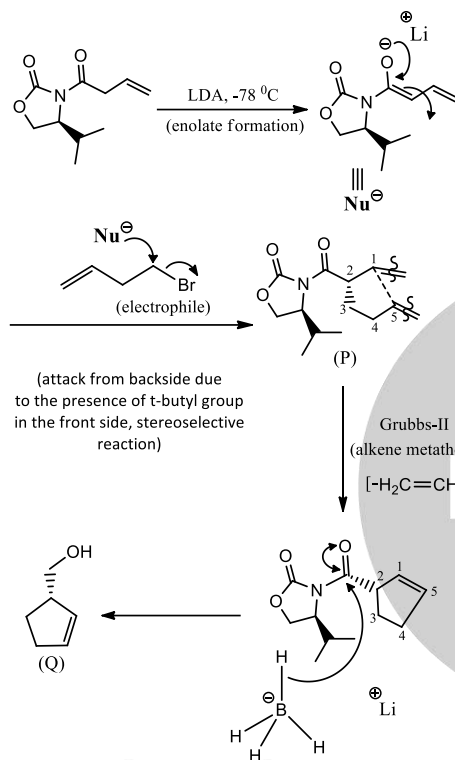 O
O
⊕
Li
⊖
O
O
N
O
LDA, -78 ⁰C
(enolate formation)
O
N
O
≡
Nu⊖
Nu⊖
Br
(electrophile)
O
O
N
O
1
2
3
4
5
(P)
(attack from backside due
to the presence of t-butyl group
in the front side, stereoselective
reaction)
Grubbs-II
(alkene metathe
[-H₂C=CH
OH
(Q)
O
O
N
O
1
2
3
4
5
H
⊖
B
H
H
H
⊕
Li